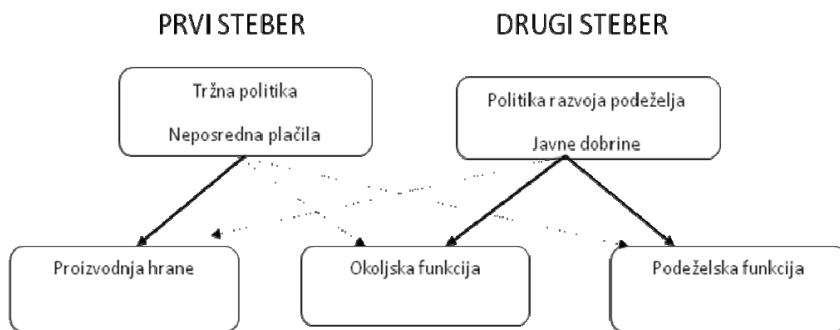 PRVI STEBER
DRUGI STEBER
Tržna politika
Neposredna plačila
Politika razvoja podeželja
Javne dobrine
Proizvodnja hrane
Okoljska funkcija
Podeželska funkcija